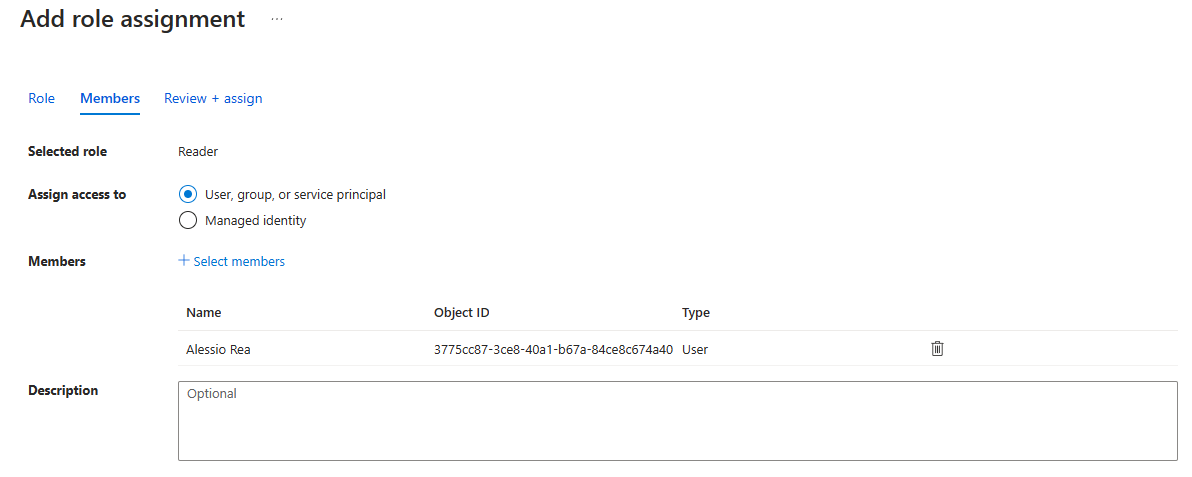 Add role assignment ...
Role Members Review + assign
Selected role Reader
Assign access to User, group, or service principal
Managed identity
Members + Select members
Name Object ID Type
Alessio Rea 3775cc87-3ce8-40a1-b67a-84ce8c674a40 User
Description Optional